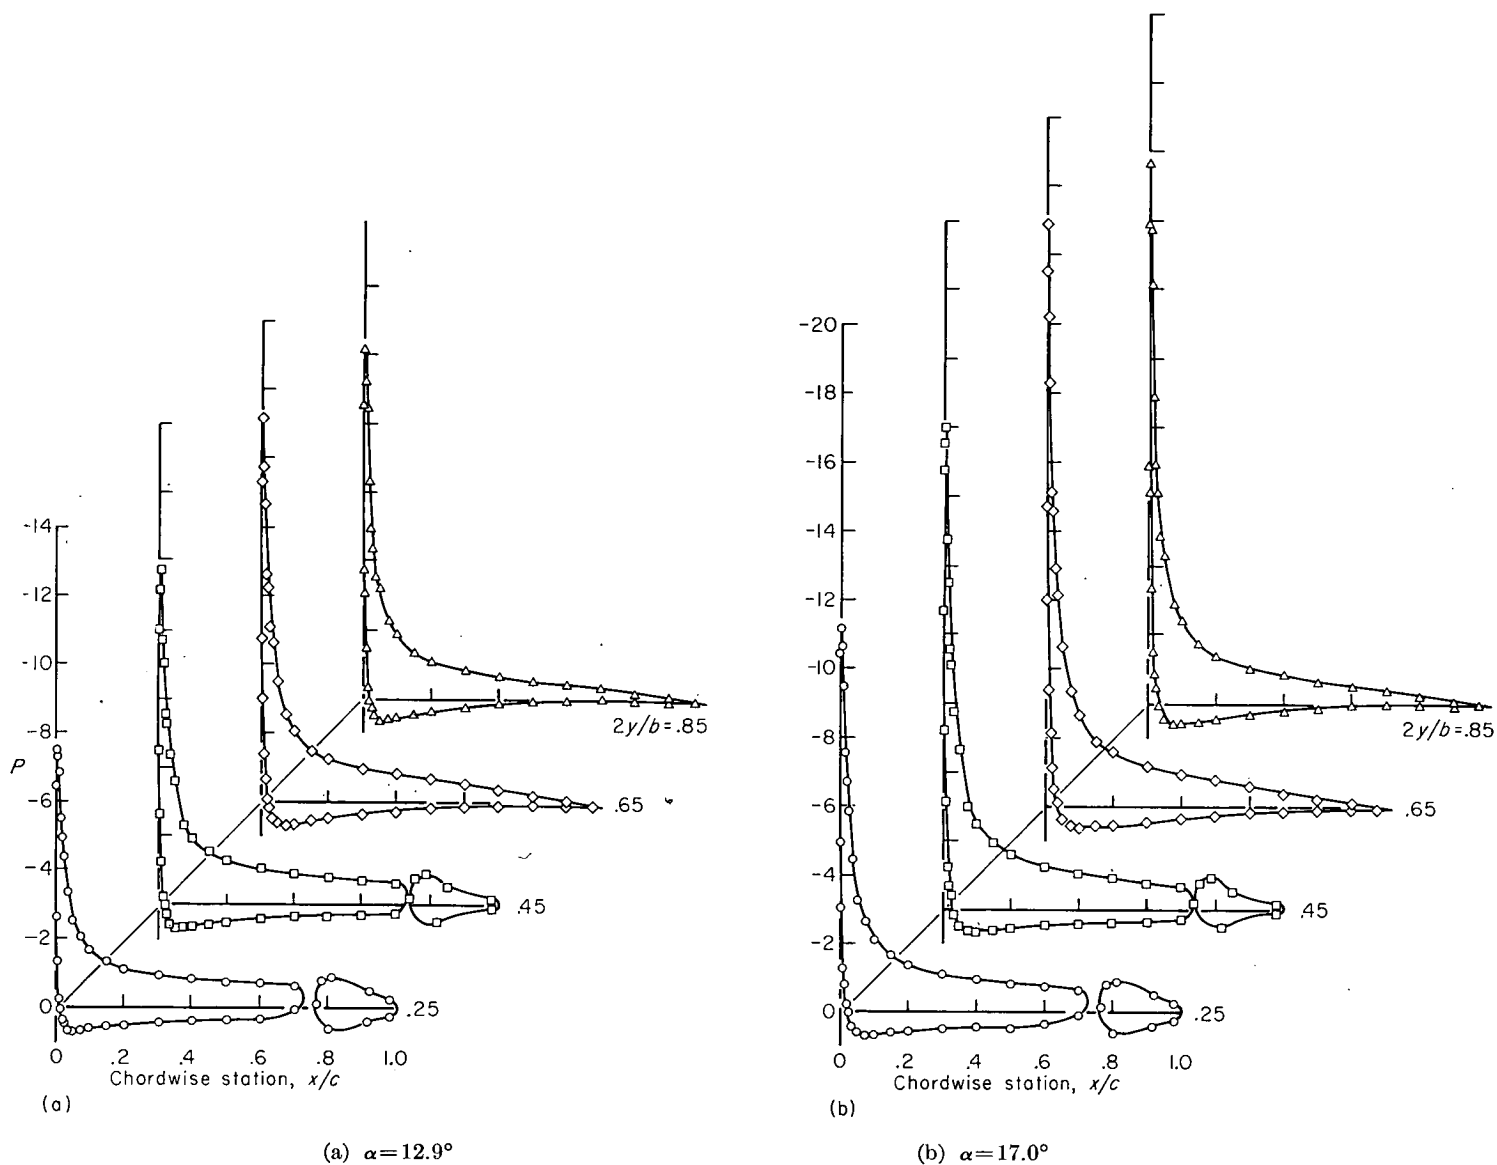 -14
-12
-10
-8
P
-6
-4
-2
0
0 .2 .4 .6 .8 1.0
Chordwise station, x/c
(a)
2y/b=.85
.65
.45
.25
-20
-18
-16
-14
-12
-10
-8
-6
-4
-2
0
0 .2 .4 .6 .8 1.0
Chordwise station, x/c
(b)
2y/b=.85
.65
.45
.25
(a) α=12.9°
(b) α=17.0°